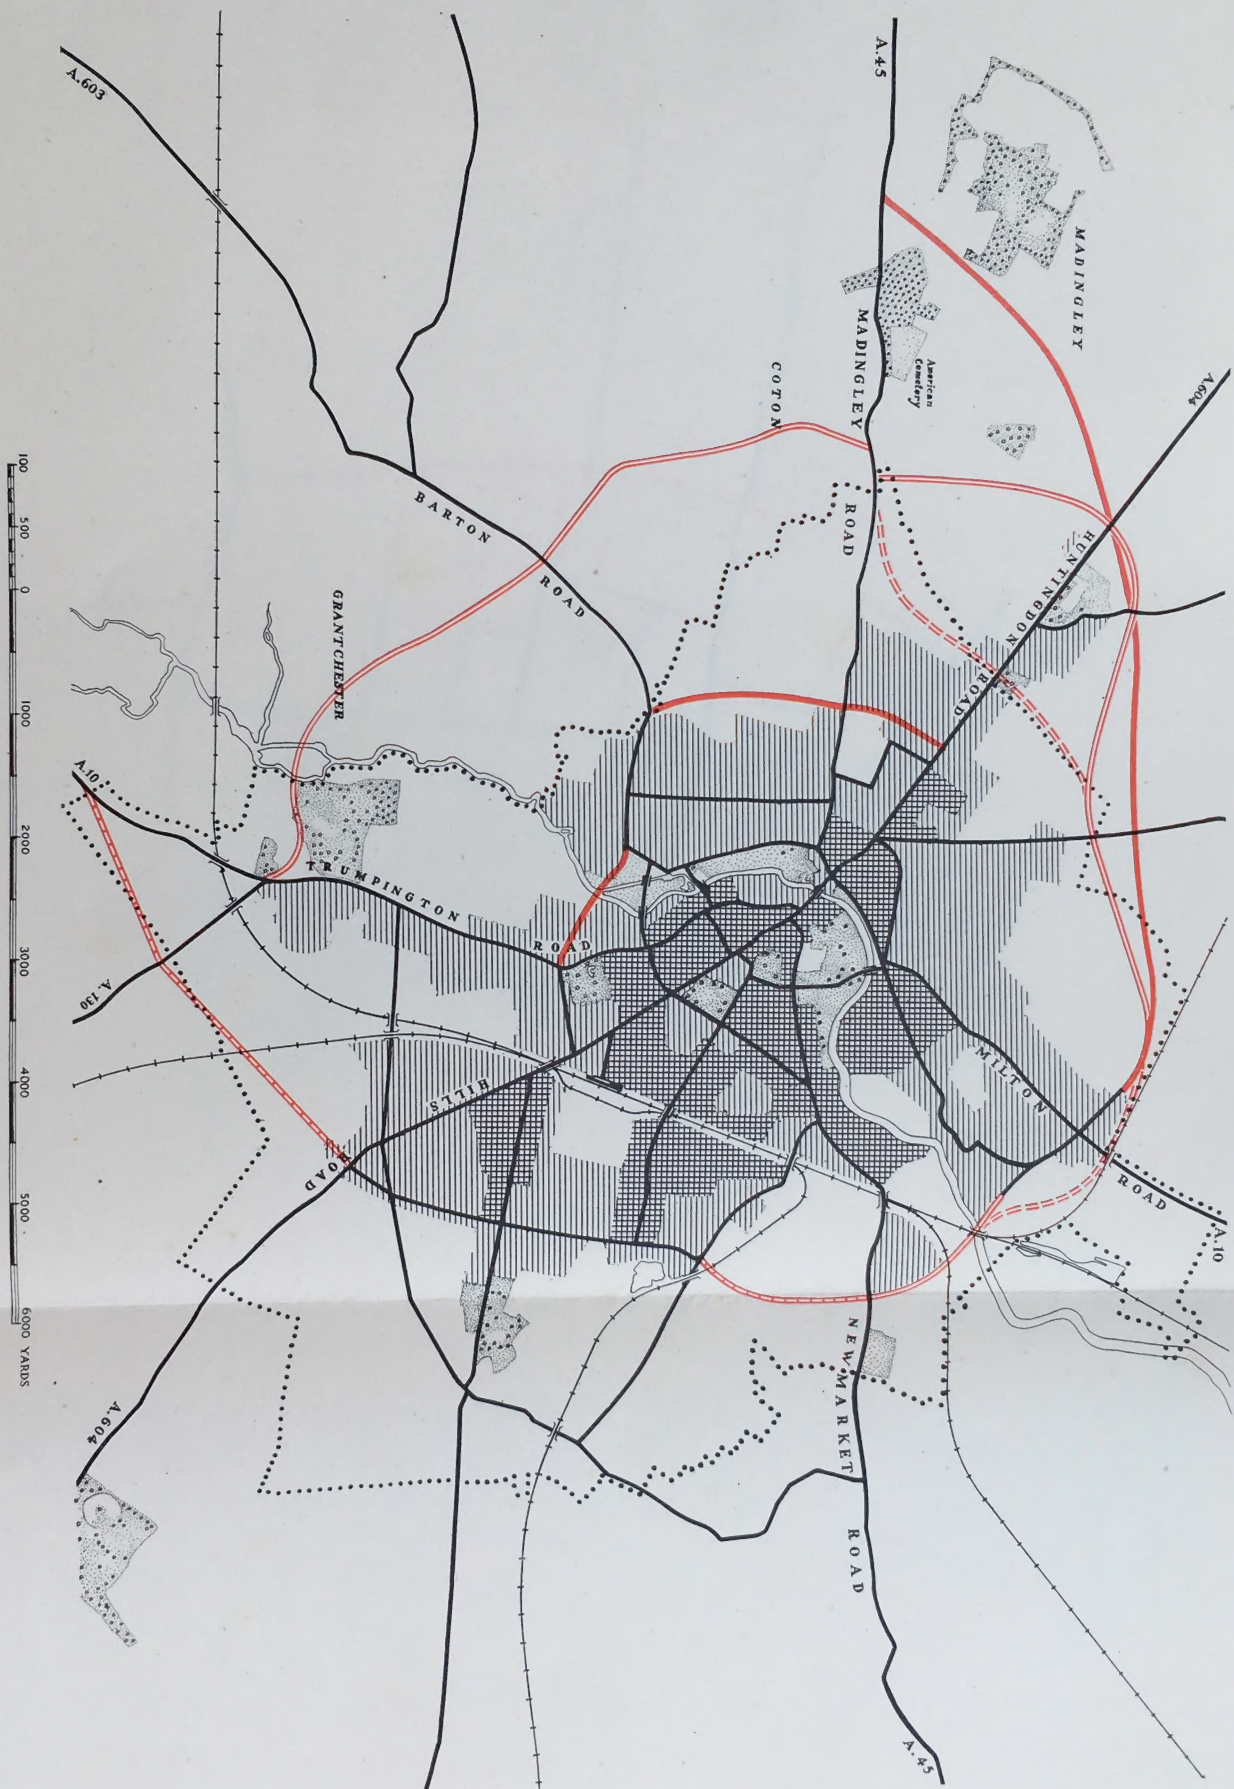 A.603
A.45
MADINGLEY
American
Cemetery
MADINGLEY
ROAD
COTON
A.604
HUNTINGDON
ROAD
BARTON
ROAD
GRANTCHESTER
A.10
TRUMPINGTON
ROAD
A.130
HILLS
ROAD
MILTON
ROAD
A.10
NEWMARKET
ROAD
A.604
A.45
100 500 0 1000 2000 3000 4000 5000 6000 YARDS